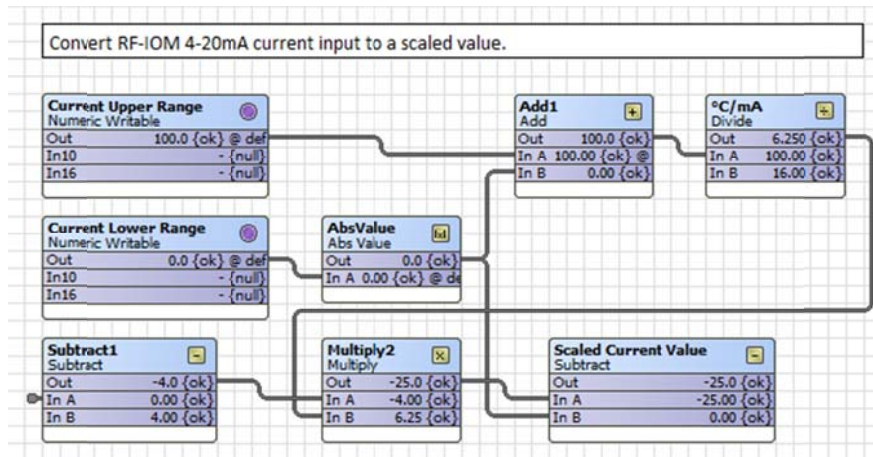 Convert RF-IOM 4-20mA current input to a scaled value.
Current Upper Range
Numeric Writable
Out 100.0 {ok} @ def
In10 - {null}
In16 - {null}
Add1
Add
Out 100.0 {ok}
In A 100.00 {ok} @
In B 0.00 {ok}
°C/mA
Divide
Out 6.250 {ok}
In A 100.00 {ok}
In B 16.00 {ok}
Current Lower Range
Numeric Writable
Out 0.0 {ok} @ def
In10 - {null}
In16 - {null}
AbsValue
Abs Value
Out 0.0 {ok}
In A 0.00 {ok} @ de
Subtract1
Subtract
Out -4.0 {ok}
In A 0.00 {ok}
In B 4.00 {ok}
Multiply2
Multiply
Out -25.0 {ok}
In A -4.00 {ok}
In B 6.25 {ok}
Scaled Current Value
Subtract
Out -25.0 {ok}
In A -25.00 {ok}
In B 0.00 {ok}